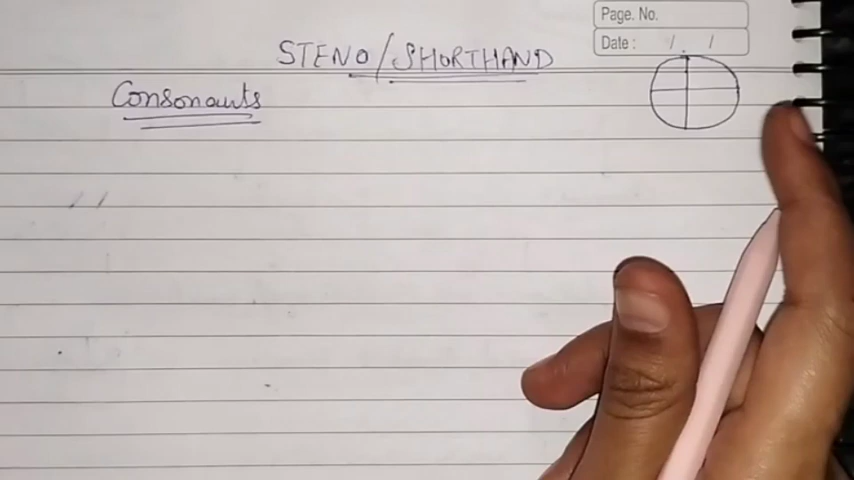 Page. No.
Date : / /
STENO/SHORTHAND
Consonants